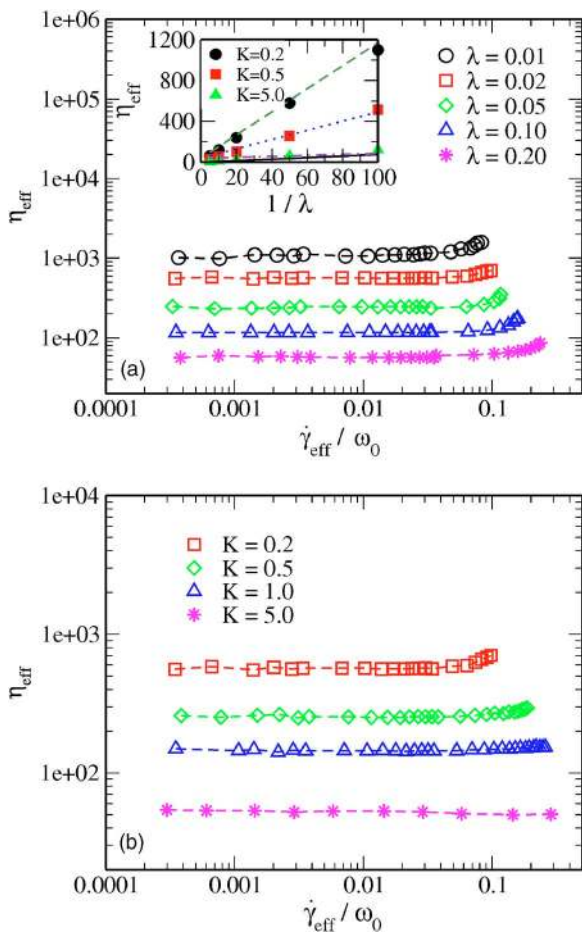 1e+06
1e+05
1e+04
1e+03
1e+02
η_eff
1200
800
400
0
η_eff
0 20 40 60 80 100
1 / λ
K=0.2
K=0.5
K=5.0
λ = 0.01
λ = 0.02
λ = 0.05
λ = 0.10
λ = 0.20
(a)
0.0001 0.001 0.01 0.1
γ̇_eff / ω_0
1e+04
1e+03
1e+02
η_eff
K = 0.2
K = 0.5
K = 1.0
K = 5.0
(b)
0.0001 0.001 0.01 0.1
γ̇_eff / ω_0